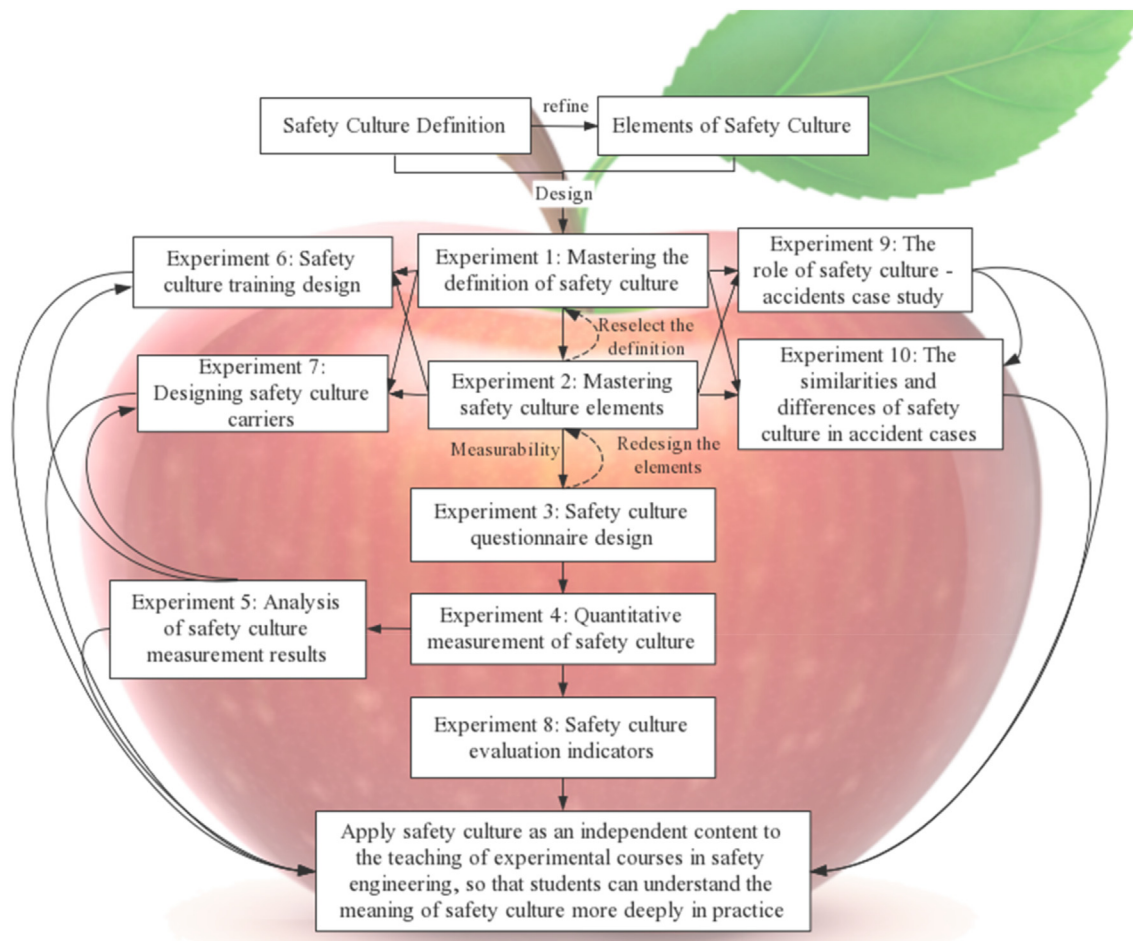 refine
Safety Culture Definition
Elements of Safety Culture
Design
Experiment 6: Safety
culture training design
Experiment 1: Mastering the
definition of safety culture
Experiment 9: The
role of safety culture -
accidents case study
Reselect the
definition
Experiment 7:
Designing safety culture
carriers
Experiment 2: Mastering
safety culture elements
Experiment 10: The
similarities and
differences of safety
culture in accident cases
Measurability
Redesign the
elements
Experiment 3: Safety culture
questionnaire design
Experiment 5: Analysis
of safety culture
measurement results
Experiment 4: Quantitative
measurement of safety culture
Experiment 8: Safety culture
evaluation indicators
Apply safety culture as an independent content to
the teaching of experimental courses in safety
engineering, so that students can understand the
meaning of safety culture more deeply in practice